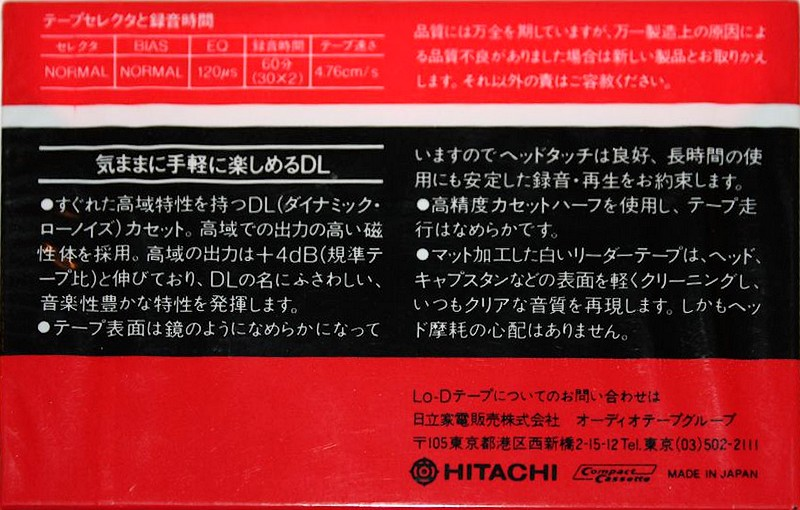 テープセレクタと録音時間
セレクタ BIAS EQ 録音時間 テープ速さ
NORMAL NORMAL 120μs 60分(30×2) 4.76cm/s
品質には万全を期していますが、万一製造上の原因によ
る品質不良がありました場合は新しい製品とお取りかえ
します。それ以外の責はご容赦ください。
気ままに手軽に楽しめるDL
●すぐれた高域特性を持つDL(ダイナミック・
ローノイズ)カセット。高域での出力の高い磁
性体を採用。高域の出力は+4dB(規準テ
ープ比)と伸びており、DLの名にふさわしい、
音楽性豊かな特性を発揮します。
●テープ表面は鏡のようになめらかになって
いますのでヘッドタッチは良好、長時間の使
用にも安定した録音・再生をお約束します。
●高精度カセットハーフを使用し、テープ走
行はなめらかです。
●マット加工した白いリーダーテープは、ヘッド、
キャプスタンなどの表面を軽くクリーニングし、
いつもクリアな音質を再現します。しかもヘッ
ド摩耗の心配はありません。
Lo-Dテープについてのお問い合わせは
日立家電販売株式会社 オーディオテープグループ
〒105東京都港区西新橋2-15-12 Tel.東京(03)502-2111
HITACHI Compact Cassette MADE IN JAPAN